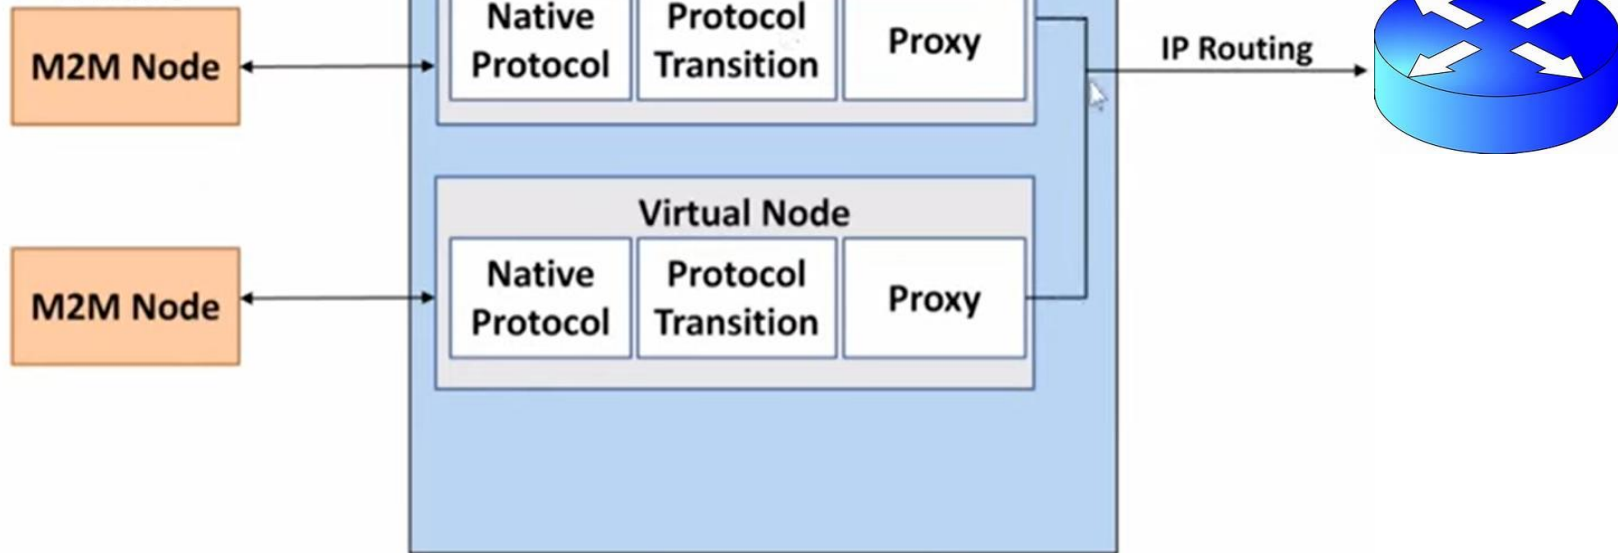 Native
Protocol
Protocol
Transition
Proxy
M2M Node
IP Routing
Virtual Node
Native
Protocol
Protocol
Transition
Proxy
M2M Node